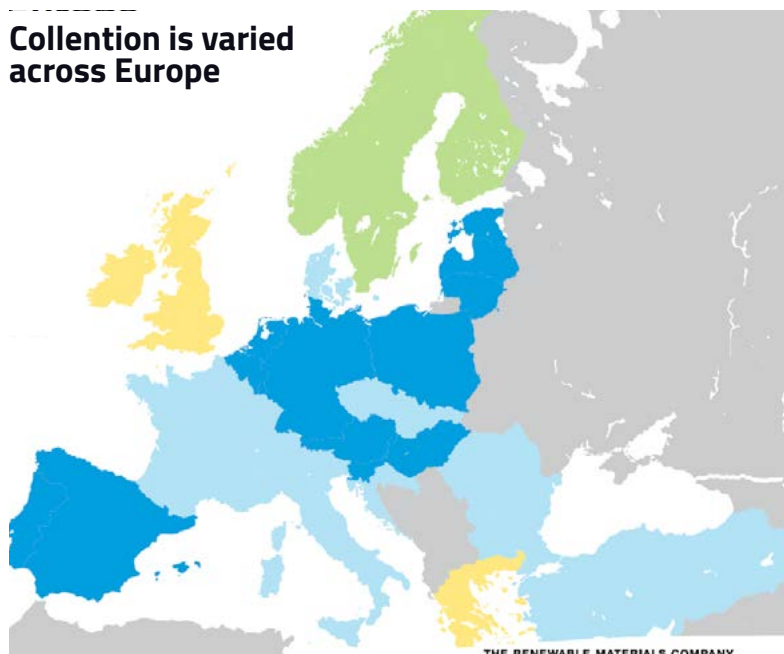 Collention is varied
across Europe
THE RENEWABLE MATERIALS COMPANY